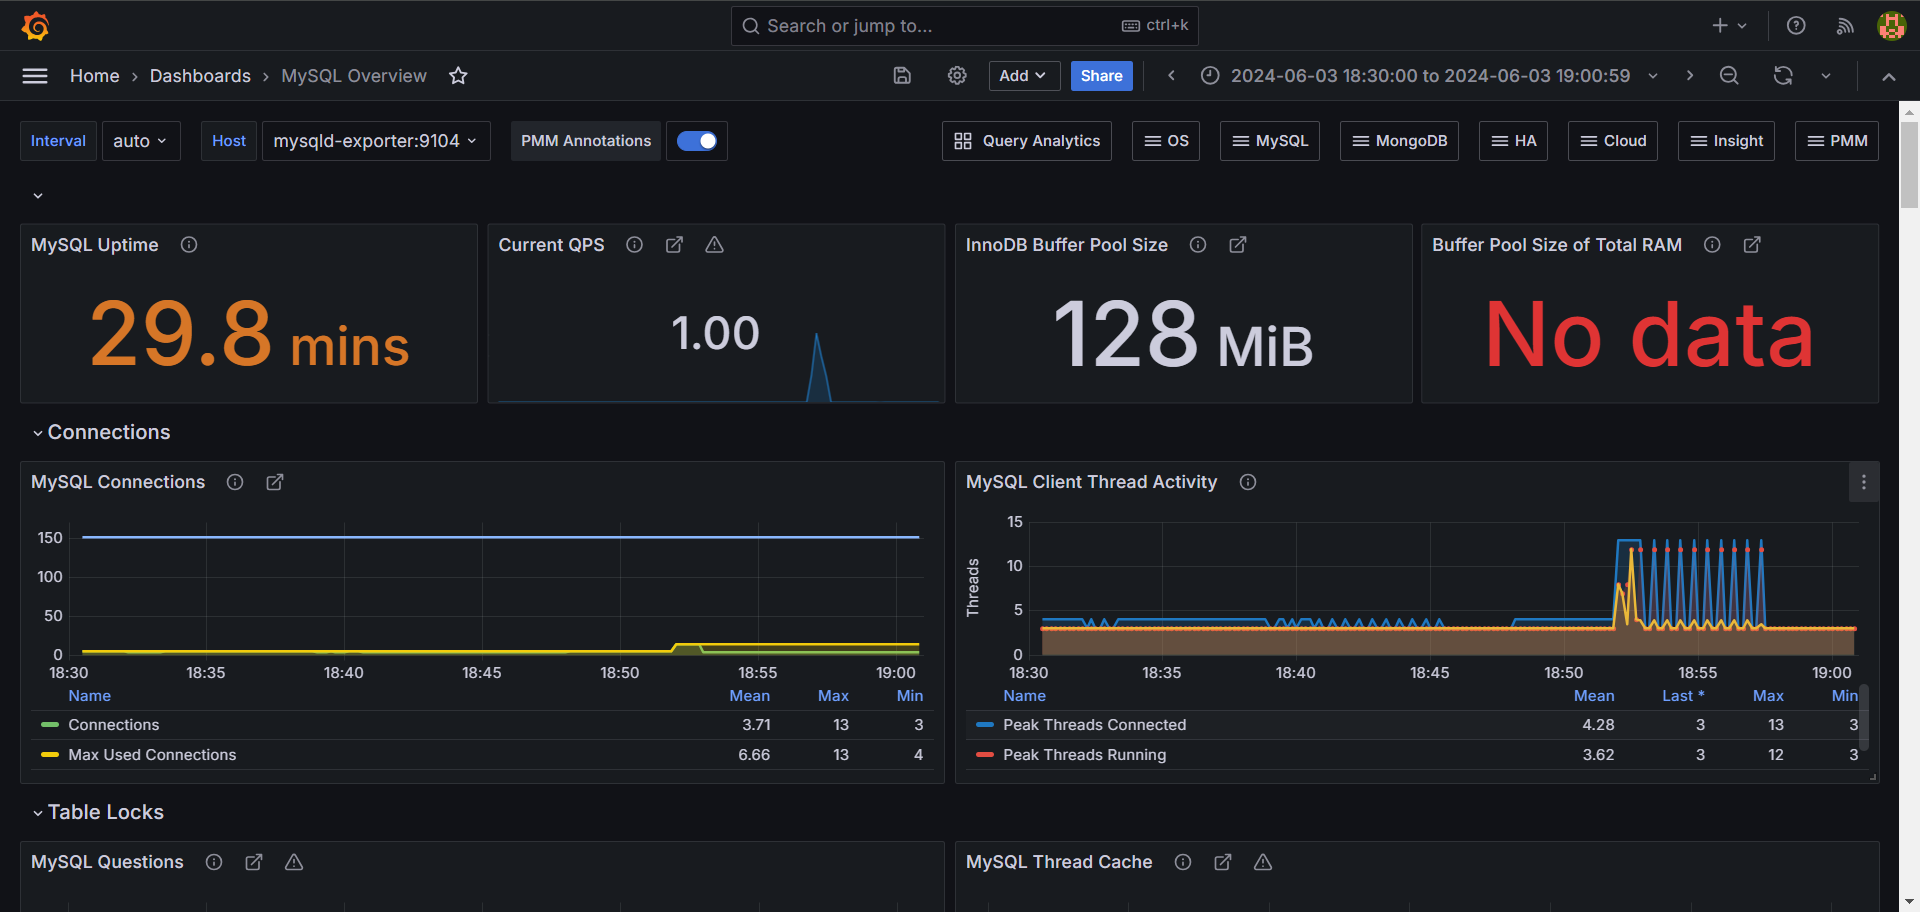 Search or jump to...
ctrl+k
Home
Dashboards
MySQL Overview
Add
Share
2024-06-03 18:30:00 to 2024-06-03 19:00:59
Interval
auto
Host
mysqld-exporter:9104
PMM Annotations
Query Analytics
OS
MySQL
MongoDB
HA
Cloud
Insight
PMM
MySQL Uptime
29.8 mins
Current QPS
1.00
InnoDB Buffer Pool Size
128 MiB
Buffer Pool Size of Total RAM
No data
Connections
MySQL Connections
150
100
50
0
18:30 18:35 18:40 18:45 18:50 18:55 19:00
Name Mean Max Min
Connections 3.71 13 3
Max Used Connections 6.66 13 4
MySQL Client Thread Activity
Threads
15
10
5
0
18:30 18:35 18:40 18:45 18:50 18:55 19:00
Name Mean Last * Max Min
Peak Threads Connected 4.28 3 13 3
Peak Threads Running 3.62 3 12 3
Table Locks
MySQL Questions
MySQL Thread Cache